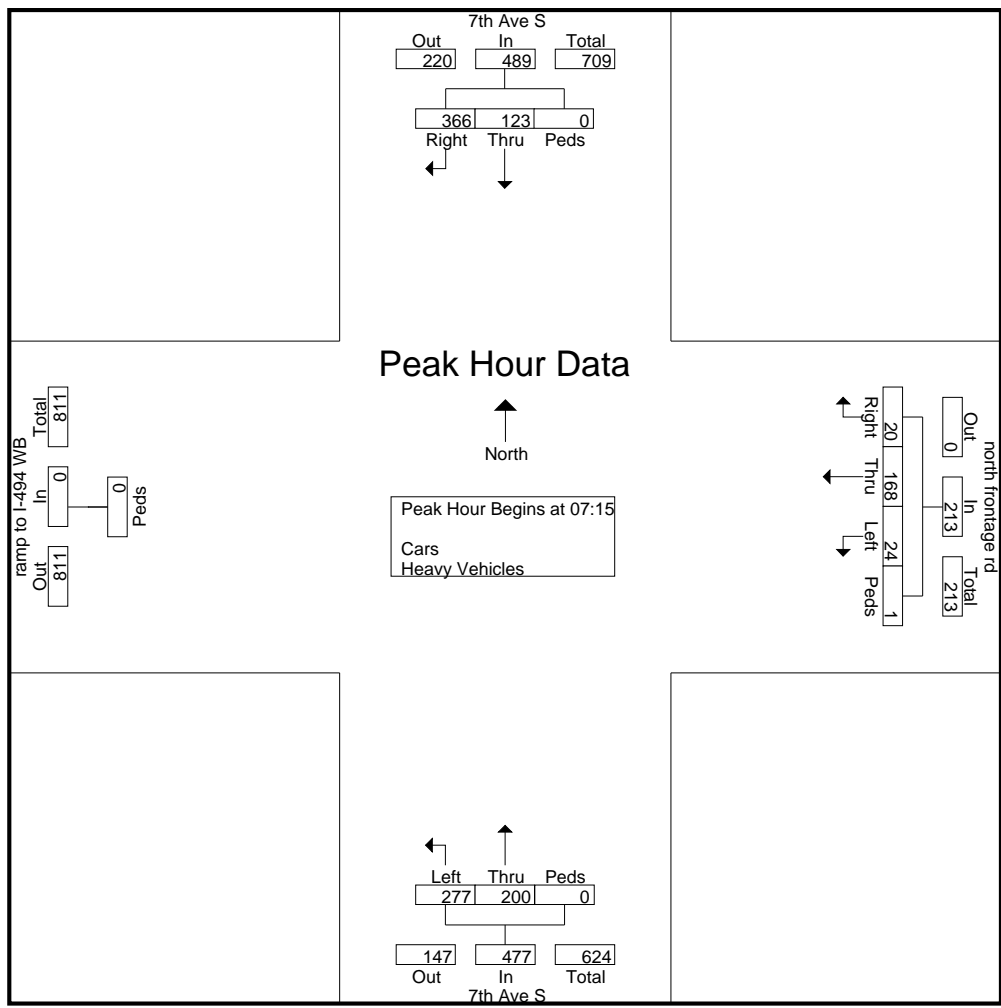 7th Ave S
Out In Total
220 489 709
366 123 0
Right Thru Peds
Peak Hour Data
North
Peak Hour Begins at 07:15
Cars
Heavy Vehicles
ramp to I-494 WB
Total In Out
811 0 811
0
Peds
north frontage rd
Out In Total
0 213 213
Right Thru Left Peds
20 168 24 1
Left Thru Peds
277 200 0
147 477 624
Out In Total
7th Ave S